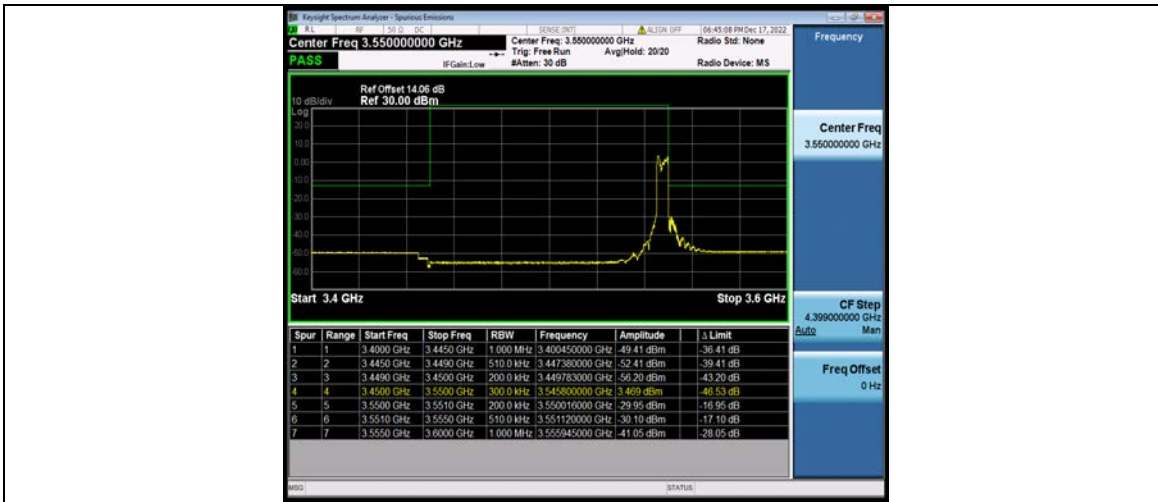 Keysight Spectrum Analyzer - Spurious Emissions
RL RF 50 Ω DC SENSE:INT ALIGN OFF 06:45:08 PM Dec 17, 2022
Center Freq 3.550000000 GHz Center Freq: 3.550000000 GHz Radio Std: None Frequency
Trig: Free Run Avg|Hold: 20/20
PASS IFGain:Low #Atten: 30 dB Radio Device: MS
Ref Offset 14.06 dB
10 dB/div Ref 30.00 dBm
Log
20.0
10.0
0.00
-10.0
-20.0
-30.0
-40.0
-50.0
-60.0
Start 3.4 GHz Stop 3.6 GHz
Center Freq
3.550000000 GHz
CF Step
4.399000000 GHz
Auto Man
Freq Offset
0 Hz
Spur Range Start Freq Stop Freq RBW Frequency Amplitude Δ Limit
1 1 3.4000 GHz 3.4450 GHz 1.000 MHz 3.400450000 GHz -49.41 dBm -36.41 dB
2 2 3.4450 GHz 3.4490 GHz 510.0 kHz 3.447380000 GHz -52.41 dBm -39.41 dB
3 3 3.4490 GHz 3.4500 GHz 200.0 kHz 3.449783000 GHz -56.20 dBm -43.20 dB
4 4 3.4500 GHz 3.5500 GHz 300.0 kHz 3.545800000 GHz 3.469 dBm -46.53 dB
5 5 3.5500 GHz 3.5510 GHz 200.0 kHz 3.550016000 GHz -29.95 dBm -16.95 dB
6 6 3.5510 GHz 3.5550 GHz 510.0 kHz 3.551120000 GHz -30.10 dBm -17.10 dB
7 7 3.5550 GHz 3.6000 GHz 1.000 MHz 3.555945000 GHz -41.05 dBm -28.05 dB
MSG STATUS